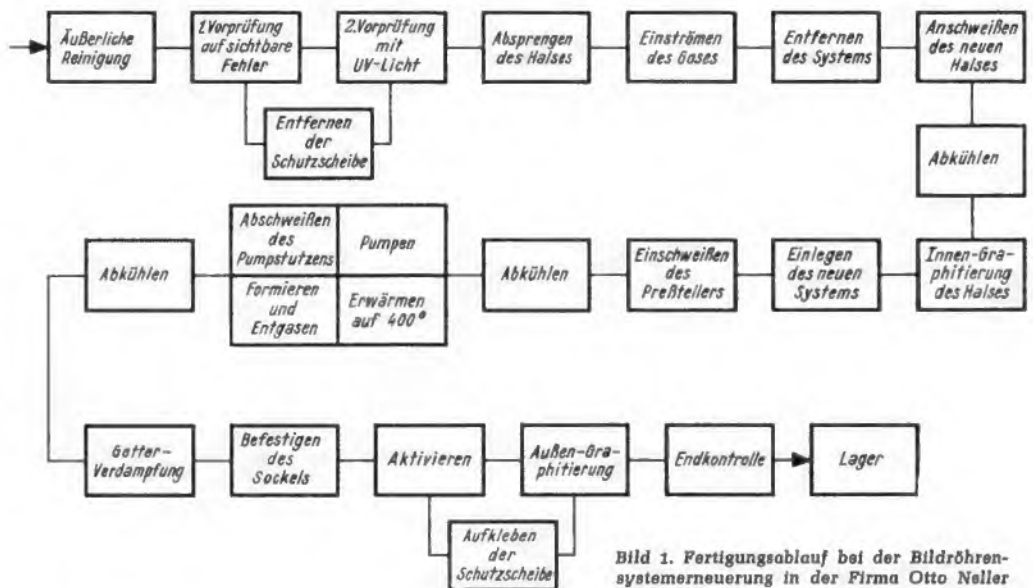 Äußerliche
Reinigung
1.Vorprüfung
auf sichtbare
Fehler
2.Vorprüfung
mit
UV-Licht
Absprengen
des Halses
Einströmen
des Gases
Entfernen
des Systems
Anschweißen
des neuen
Halses
Entfernen
der
Schutzscheibe
Abkühlen
Innen-Gra-
phitierung
des Halses
Einlegen
des neuen
Systems
Einschweißen
des
Preßtellers
Abkühlen
Abschweißen
des
Pumpstutzens
Pumpen
Formieren
und
Entgasen
Erwärmen
auf 400°
Abkühlen
Getter-
Verdampfung
Befestigen
des
Sockels
Aktivieren
Außen-Gra-
phitierung
Endkontrolle
Lager
Aufkleben
der
Schutzscheibe
Bild 1. Fertigungsablauf bei der Bildröhren-
systemerneuerung in der Firma Otto Neller